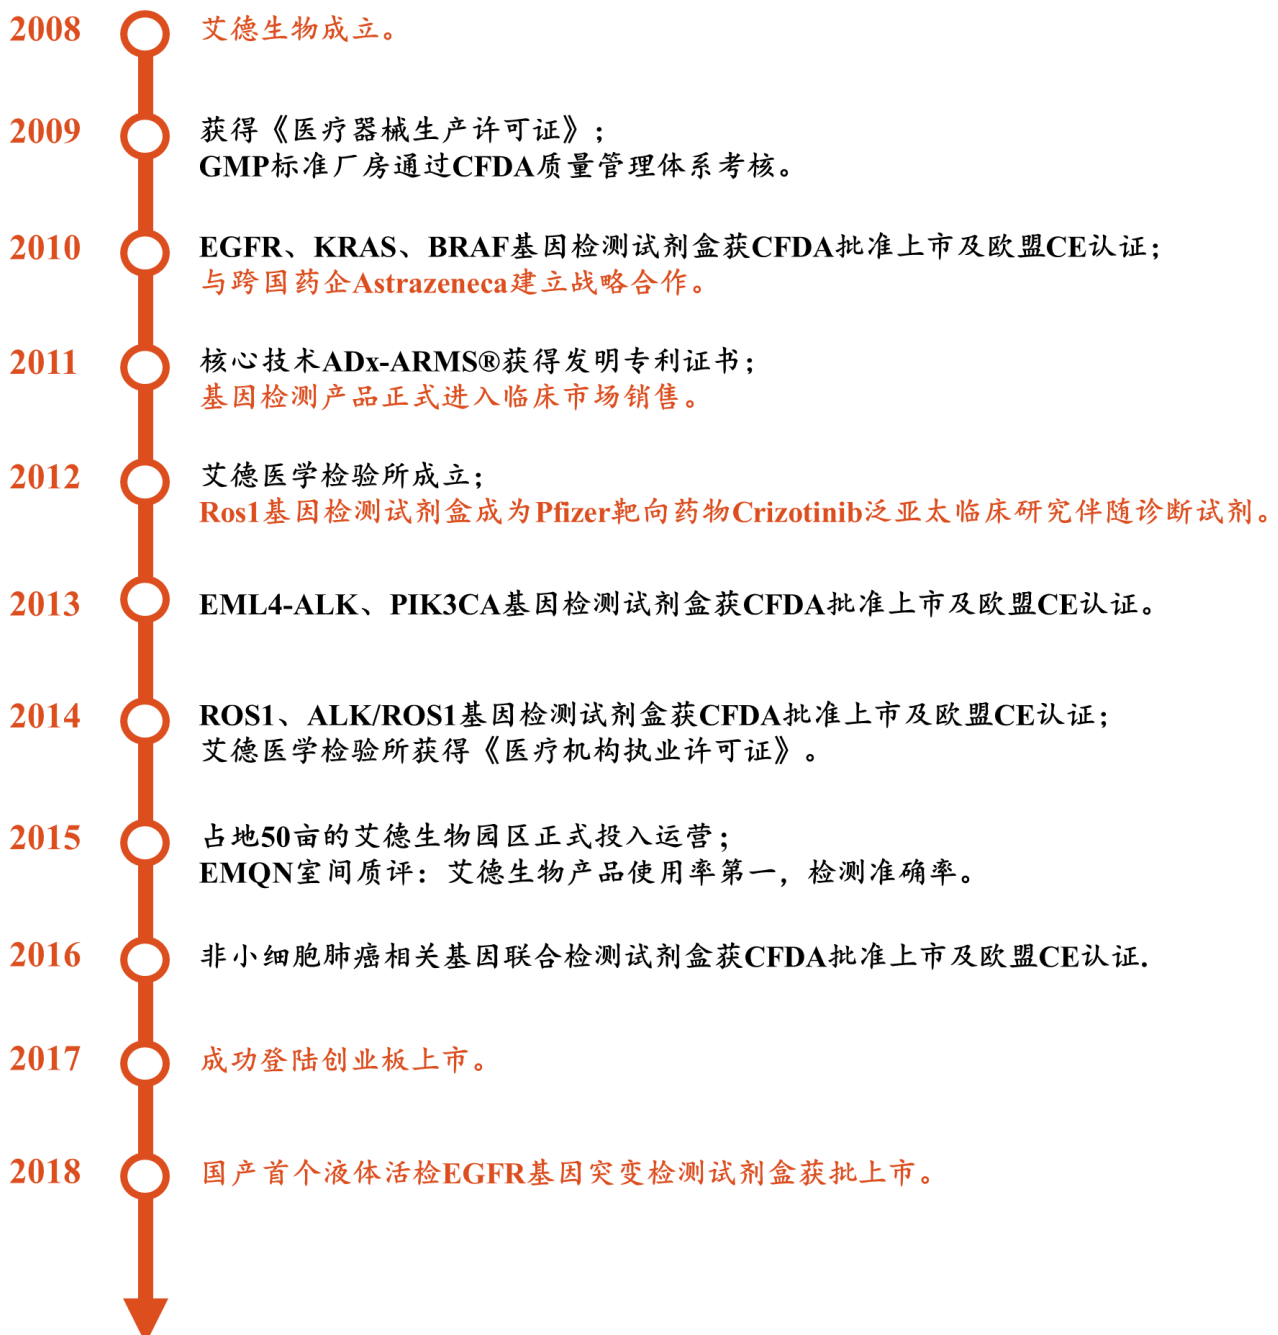 2008 艾德生物成立。
2009 获得《医疗器械生产许可证》；
GMP标准厂房通过CFDA质量管理体系考核。
2010 EGFR、KRAS、BRAF基因检测试剂盒获CFDA批准上市及欧盟CE认证；
与跨国药企Astrazeneca建立战略合作。
2011 核心技术ADx-ARMS®获得发明专利证书；
基因检测产品正式进入临床市场销售。
2012 艾德医学检验所成立；
Ros1基因检测试剂盒成为Pfizer靶向药物Crizotinib泛亚太临床研究伴随诊断试剂。
2013 EML4-ALK、PIK3CA基因检测试剂盒获CFDA批准上市及欧盟CE认证。
2014 ROS1、ALK/ROS1基因检测试剂盒获CFDA批准上市及欧盟CE认证；
艾德医学检验所获得《医疗机构执业许可证》。
2015 占地50亩的艾德生物园区正式投入运营；
EMQN室间质评：艾德生物产品使用率第一，检测准确率。
2016 非小细胞肺癌相关基因联合检测试剂盒获CFDA批准上市及欧盟CE认证.
2017 成功登陆创业板上市。
2018 国产首个液体活检EGFR基因突变检测试剂盒获批上市。